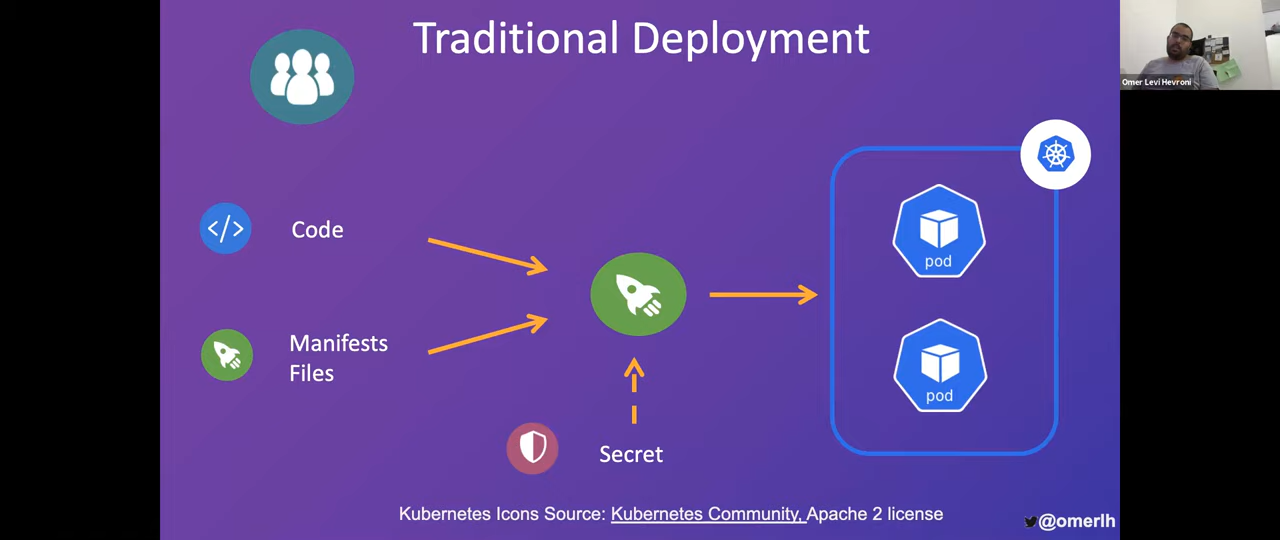 Traditional Deployment
Omer Levi Hevroni
</>
Code
pod
Manifests
Files
pod
Secret
Kubernetes Icons Source: Kubernetes Community, Apache 2 license
@omerlh